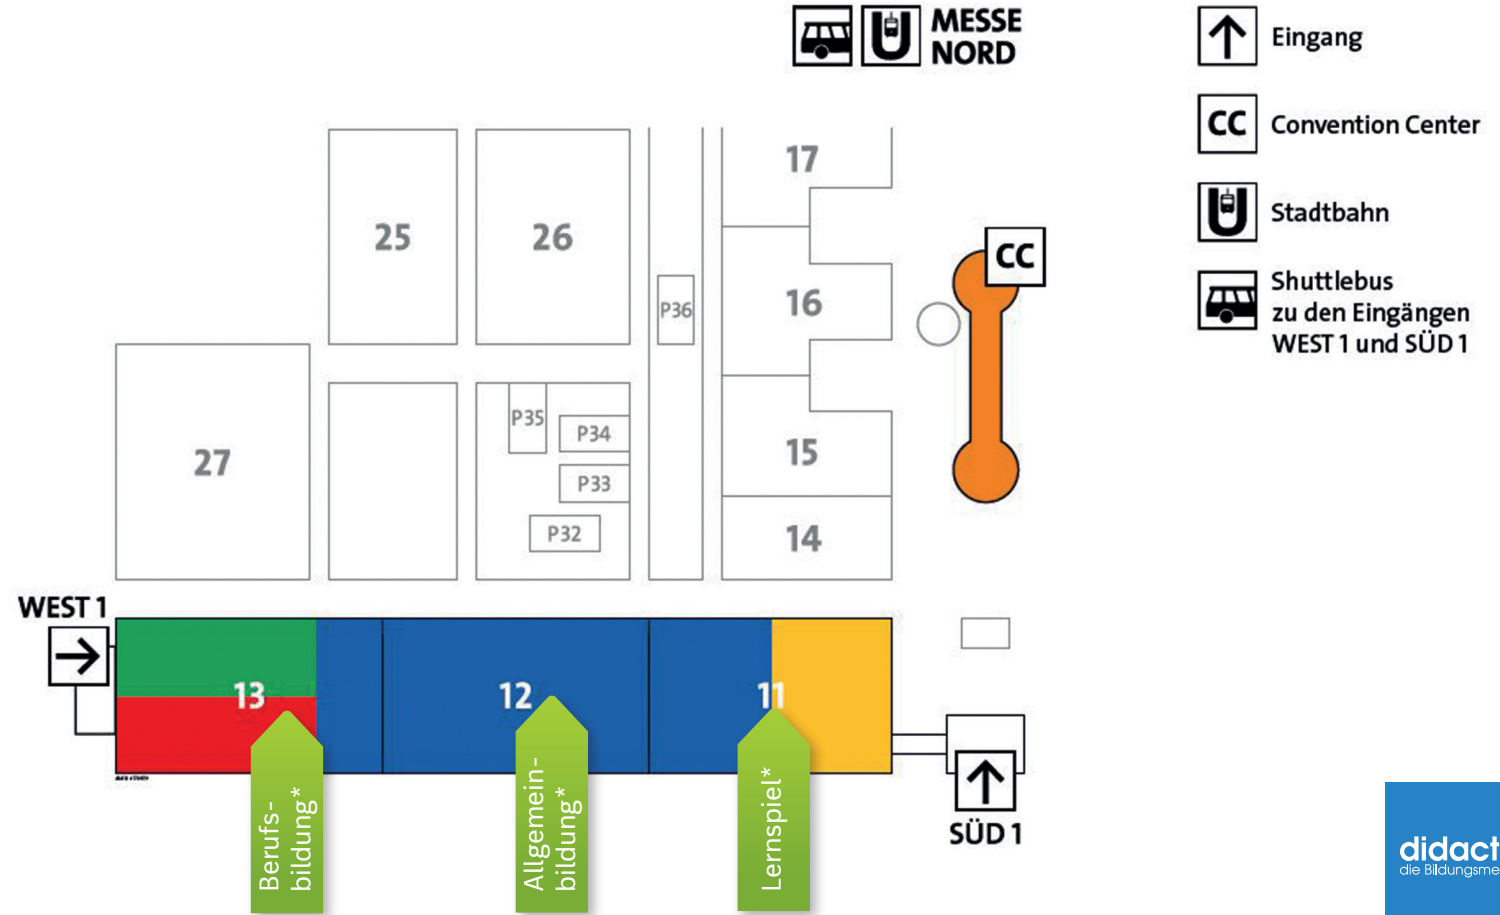 MESSE
NORD
Eingang
CC
Convention Center
Stadtbahn
Shuttlebus
zu den Eingängen
WEST 1 und SÜD 1
17
25
26
CC
16
P36
P35
P34
15
27
P33
P32
14
WEST 1
13
12
11
Berufs-
bildung*
Allgemein-
bildung*
Lernspiel*
SÜD 1
didact
die Bildungsme